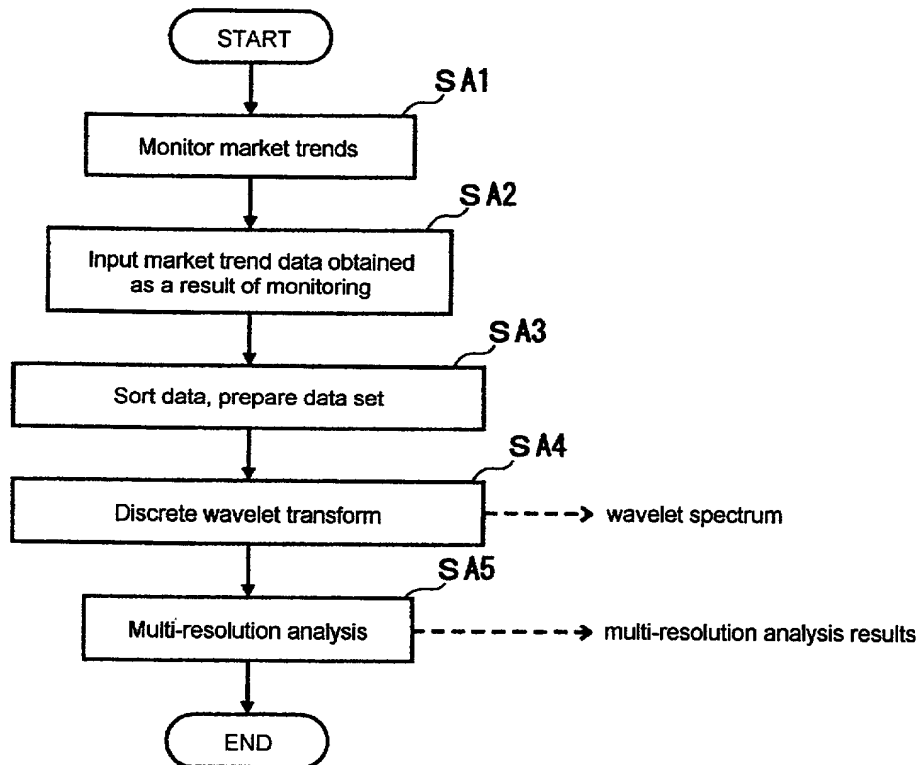 START
SA1
Monitor market trends
SA2
Input market trend data obtained
as a result of monitoring
SA3
Sort data, prepare data set
SA4
Discrete wavelet transform
wavelet spectrum
SA5
Multi-resolution analysis
multi-resolution analysis results
END